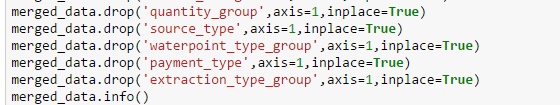 merged_data.drop('quantity_group',axis=1,inplace=True)
merged_data.drop('source_type',axis=1,inplace=True)
merged_data.drop('waterpoint_type_group',axis=1,inplace=True)
merged_data.drop('payment_type',axis=1,inplace=True)
merged_data.drop('extraction_type_group',axis=1,inplace=True)
merged_data.info()